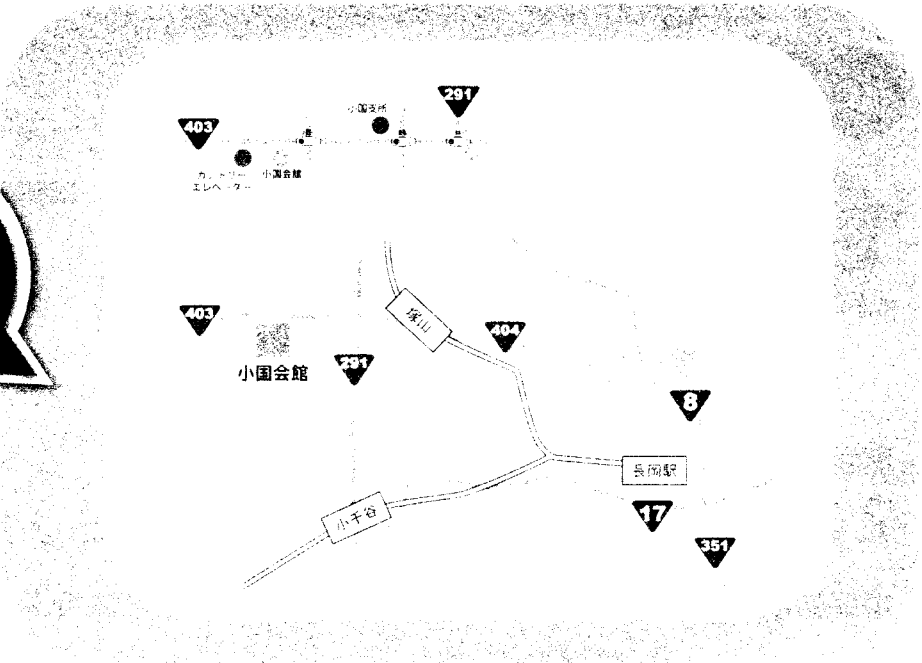 291
小国支所
403
カントリー
エレベーター
小国会館
403
塚山
404
小国会館
291
8
長岡駅
小千谷
17
351